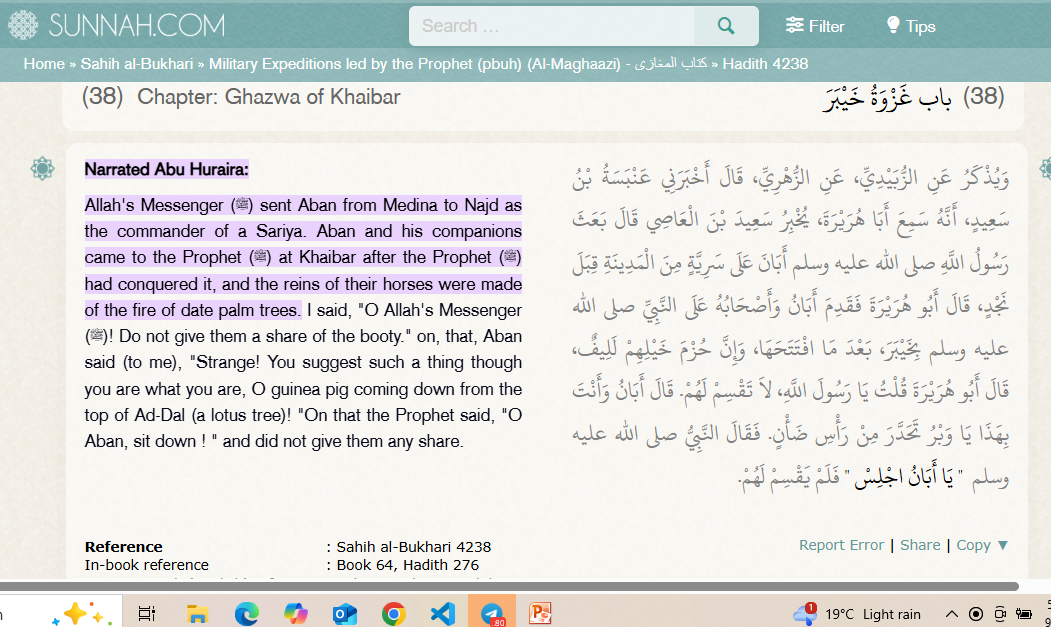 SUNNAH.COM
Search ...
Filter
Tips
Home » Sahih al-Bukhari » Military Expeditions led by the Prophet (pbuh) (Al-Maghaazi) - كتاب المغازى » Hadith 4238
(38) Chapter: Ghazwa of Khaibar
(38) باب غَزْوَةُ خَيْبَرَ
Narrated Abu Huraira:
Allah's Messenger (ﷺ) sent Aban from Medina to Najd as
the commander of a Sariya. Aban and his companions
came to the Prophet (ﷺ) at Khaibar after the Prophet (ﷺ)
had conquered it, and the reins of their horses were made
of the fire of date palm trees. I said, "O Allah's Messenger
(ﷺ)! Do not give them a share of the booty." on, that, Aban
said (to me), "Strange! You suggest such a thing though
you are what you are, O guinea pig coming down from the
top of Ad-Dal (a lotus tree)! "On that the Prophet said, "O
Aban, sit down ! " and did not give them any share.
وَيُذْكَرُ عَنِ الزُّبَيْدِيِّ، عَنِ الزُّهْرِيِّ، قَالَ أَخْبَرَنِي عَنْبَسَةُ بْنُ
سَعِيدٍ، أَنَّهُ سَمِعَ أَبَا هُرَيْرَةَ، يُخْبِرُ سَعِيدَ بْنَ الْعَاصِي قَالَ بَعَثَ
رَسُولُ اللَّهِ صلى الله عليه وسلم أَبَانَ عَلَى سَرِيَّةٍ مِنَ الْمَدِينَةِ قِبَلَ
نَجْدٍ، قَالَ أَبُو هُرَيْرَةَ فَقَدِمَ أَبَانُ وَأَصْحَابُهُ عَلَى النَّبِيِّ صلى الله
عليه وسلم بِخَيْبَرَ، بَعْدَ مَا افْتَتَحَهَا، وَإِنَّ حُزْمَ خَيْلِهِمْ لَلِيفٌ،
قَالَ أَبُو هُرَيْرَةَ قُلْتُ يَا رَسُولَ اللَّهِ، لاَ تَقْسِمْ لَهُمْ. قَالَ أَبَانُ وَأَنْتَ
بِهَذَا يَا وَبْرُ تَحَدَّرَ مِنْ رَأْسِ ضَأْنٍ. فَقَالَ النَّبِيُّ صلى الله عليه
وسلم " يَا أَبَانُ اجْلِسْ " فَلَمْ يَقْسِمْ لَهُمْ.
Reference : Sahih al-Bukhari 4238
In-book reference : Book 64, Hadith 276
Report Error | Share | Copy ▼
.80
1
19°C Light rain